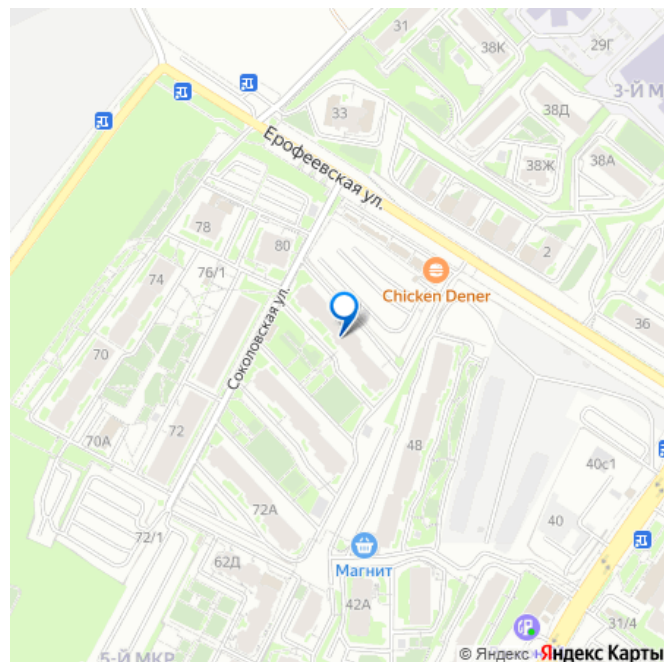 31
38К
29Г
3-Й М
33
38Д
Ерофеевская ул.
38Ж
38А
78
80
2
74
76/1
Chicken Dener
Соколовская ул.
36
70
70А
72
48
40с1
72А
40
72/1
Магнит
62Д
42А
31/4
5-Й МКР
© Яндекс
Яндекс Карты